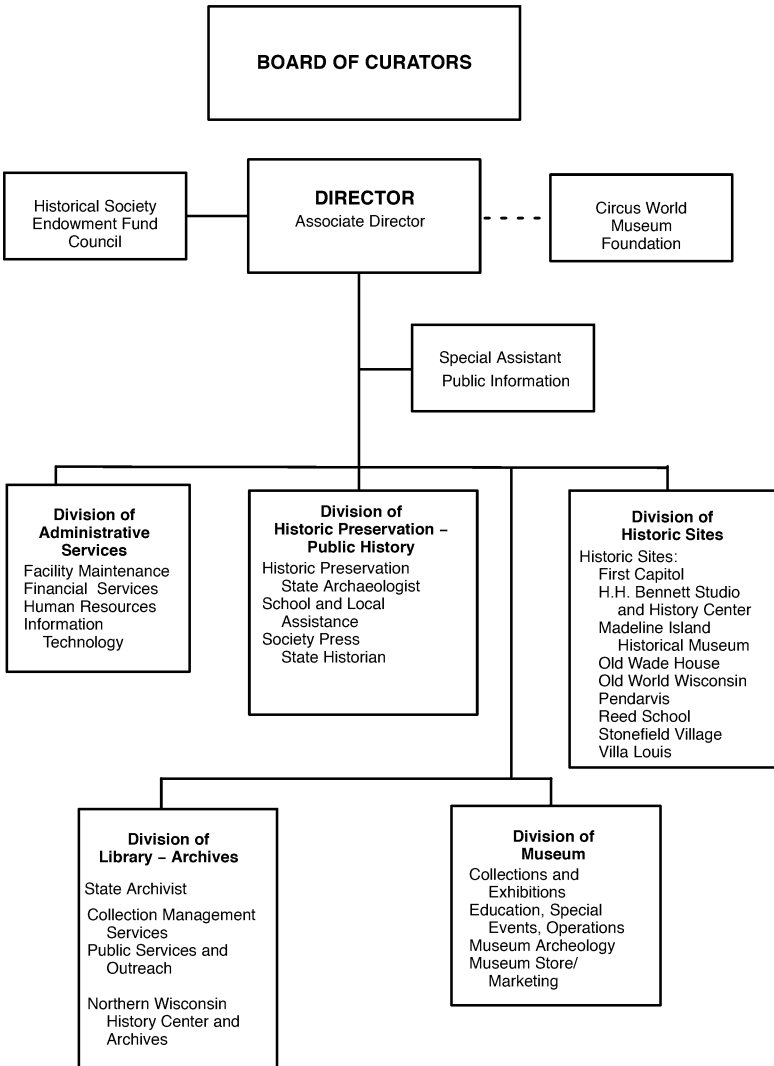 BOARD OF CURATORS
Historical Society
Endowment Fund
Council
DIRECTOR
Associate Director
Circus World
Museum
Foundation
Special Assistant
Public Information
Division of
Administrative
Services
Facility Maintenance
Financial Services
Human Resources
Information
Technology
Division of
Historic Preservation –
Public History
Historic Preservation
State Archaeologist
School and Local
Assistance
Society Press
State Historian
Division of
Historic Sites
Historic Sites:
First Capitol
H.H. Bennett Studio
and History Center
Madeline Island
Historical Museum
Old Wade House
Old World Wisconsin
Pendarvis
Reed School
Stonefield Village
Villa Louis
Division of
Library – Archives
State Archivist
Collection Management
Services
Public Services and
Outreach
Northern Wisconsin
History Center and
Archives
Division of
Museum
Collections and
Exhibitions
Education, Special
Events, Operations
Museum Archeology
Museum Store/
Marketing